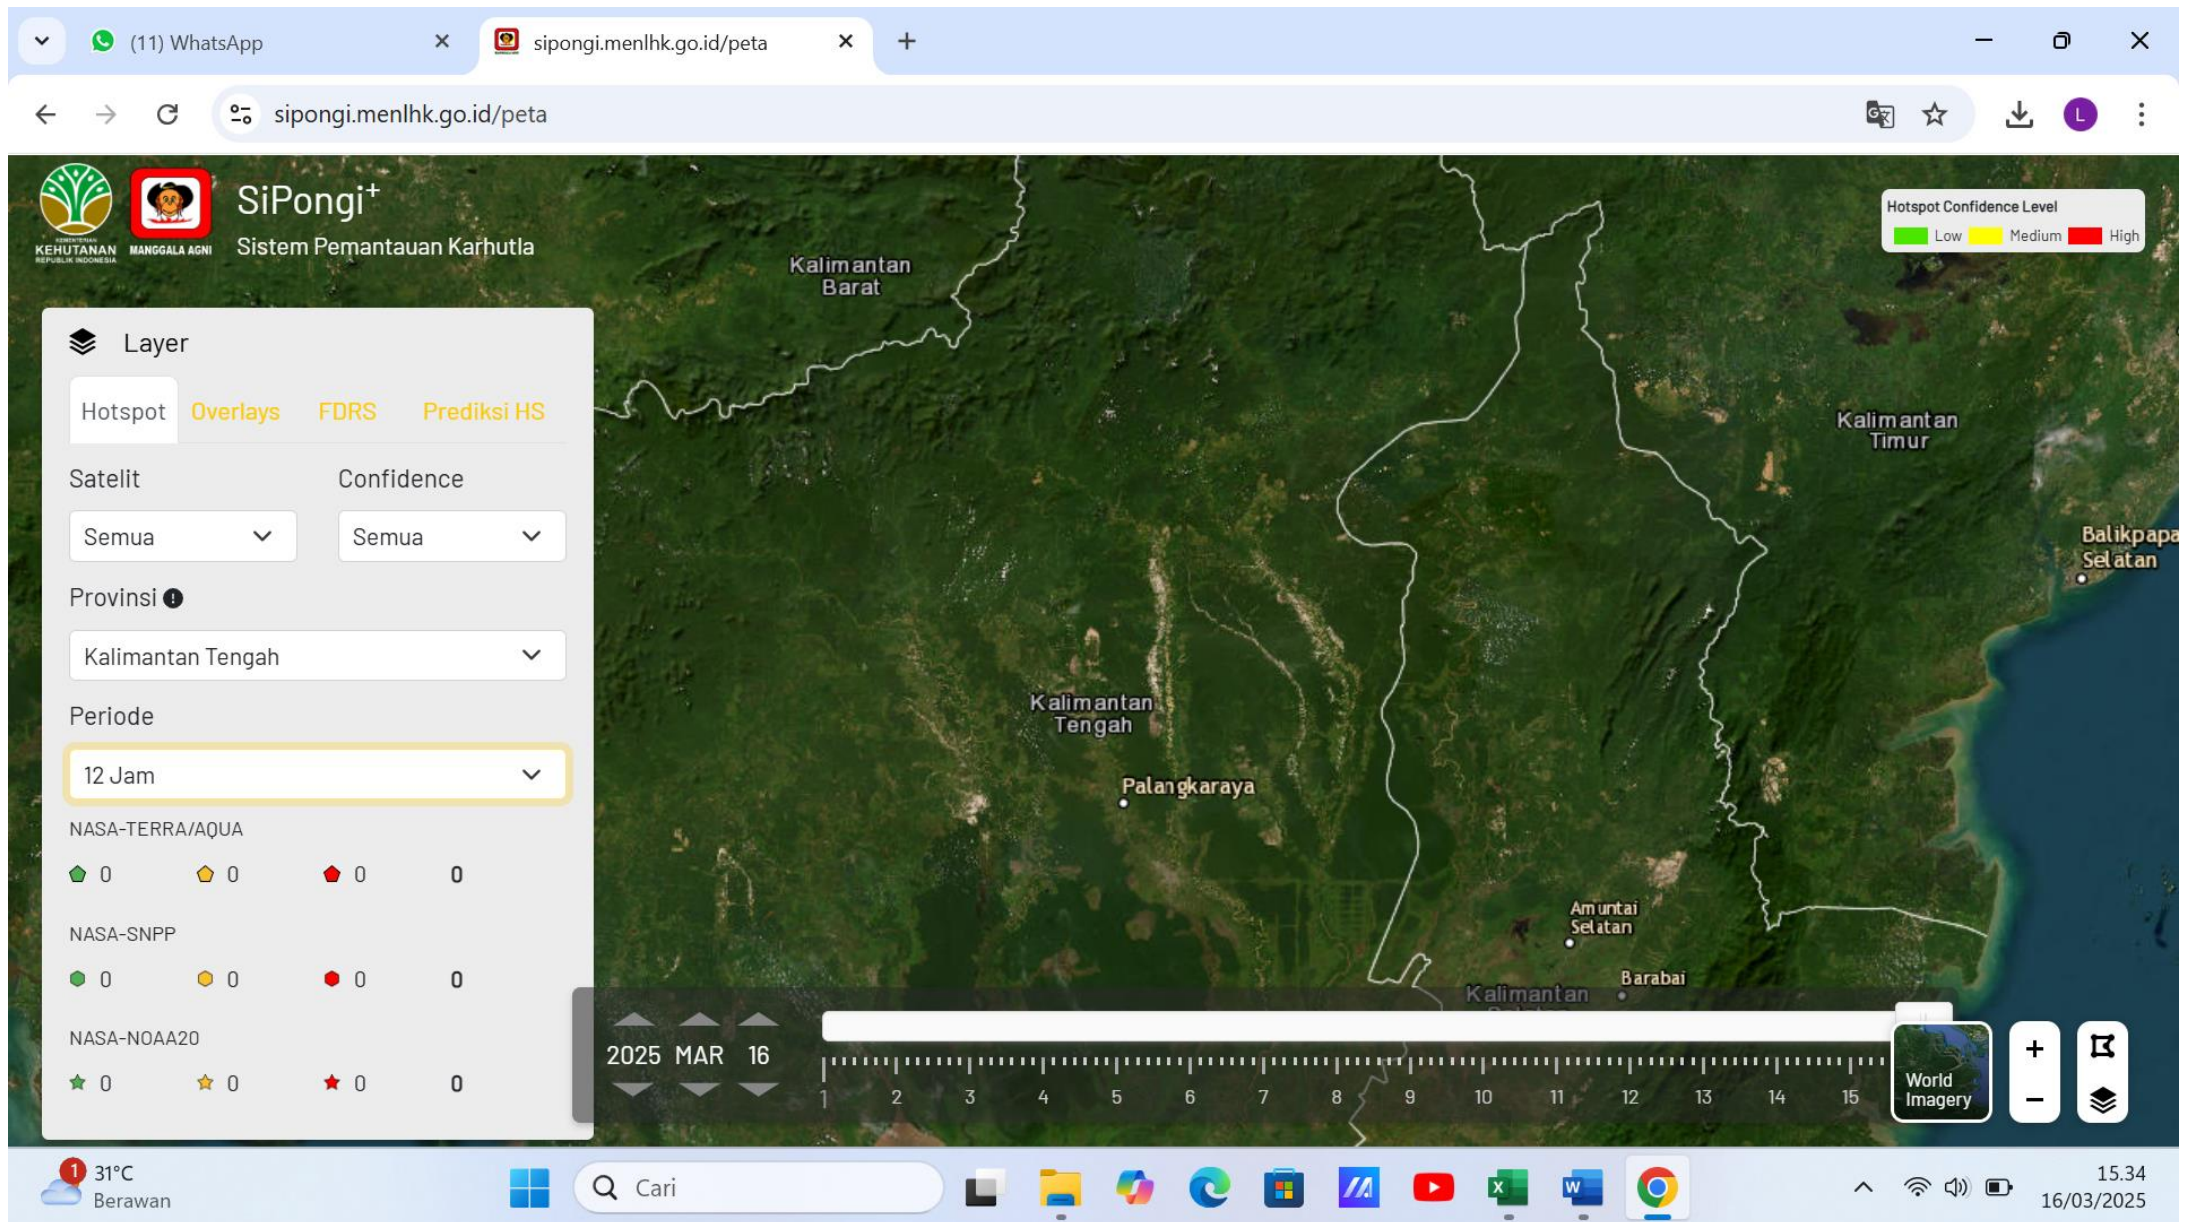 (11) WhatsApp
sipongi.menlhk.go.id/peta
sipongi.menlhk.go.id/peta
L
KEMENTERIAN
KEHUTANAN
REPUBLIK INDONESIA
MANGGALA AGNI
SiPongi+
Sistem Pemantauan Karhutla
Hotspot Confidence Level
Low Medium High
Layer
Hotspot Overlays FDRS Prediksi HS
Satelit Confidence
Semua Semua
Provinsi
Kalimantan Tengah
Periode
12 Jam
NASA-TERRA/AQUA
0 0 0 0
NASA-SNPP
0 0 0 0
NASA-NOAA20
0 0 0 0
Kalimantan
Barat
Kalimantan
Timur
Balikpapa
Selatan
Kalimantan
Tengah
Palangkaraya
Amuntai
Selatan
Barabai
Kalimantan
2025 MAR 16
1 2 3 4 5 6 7 8 9 10 11 12 13 14 15
World
Imagery
+
−
1
31°C
Berawan
Cari
15.34
16/03/2025